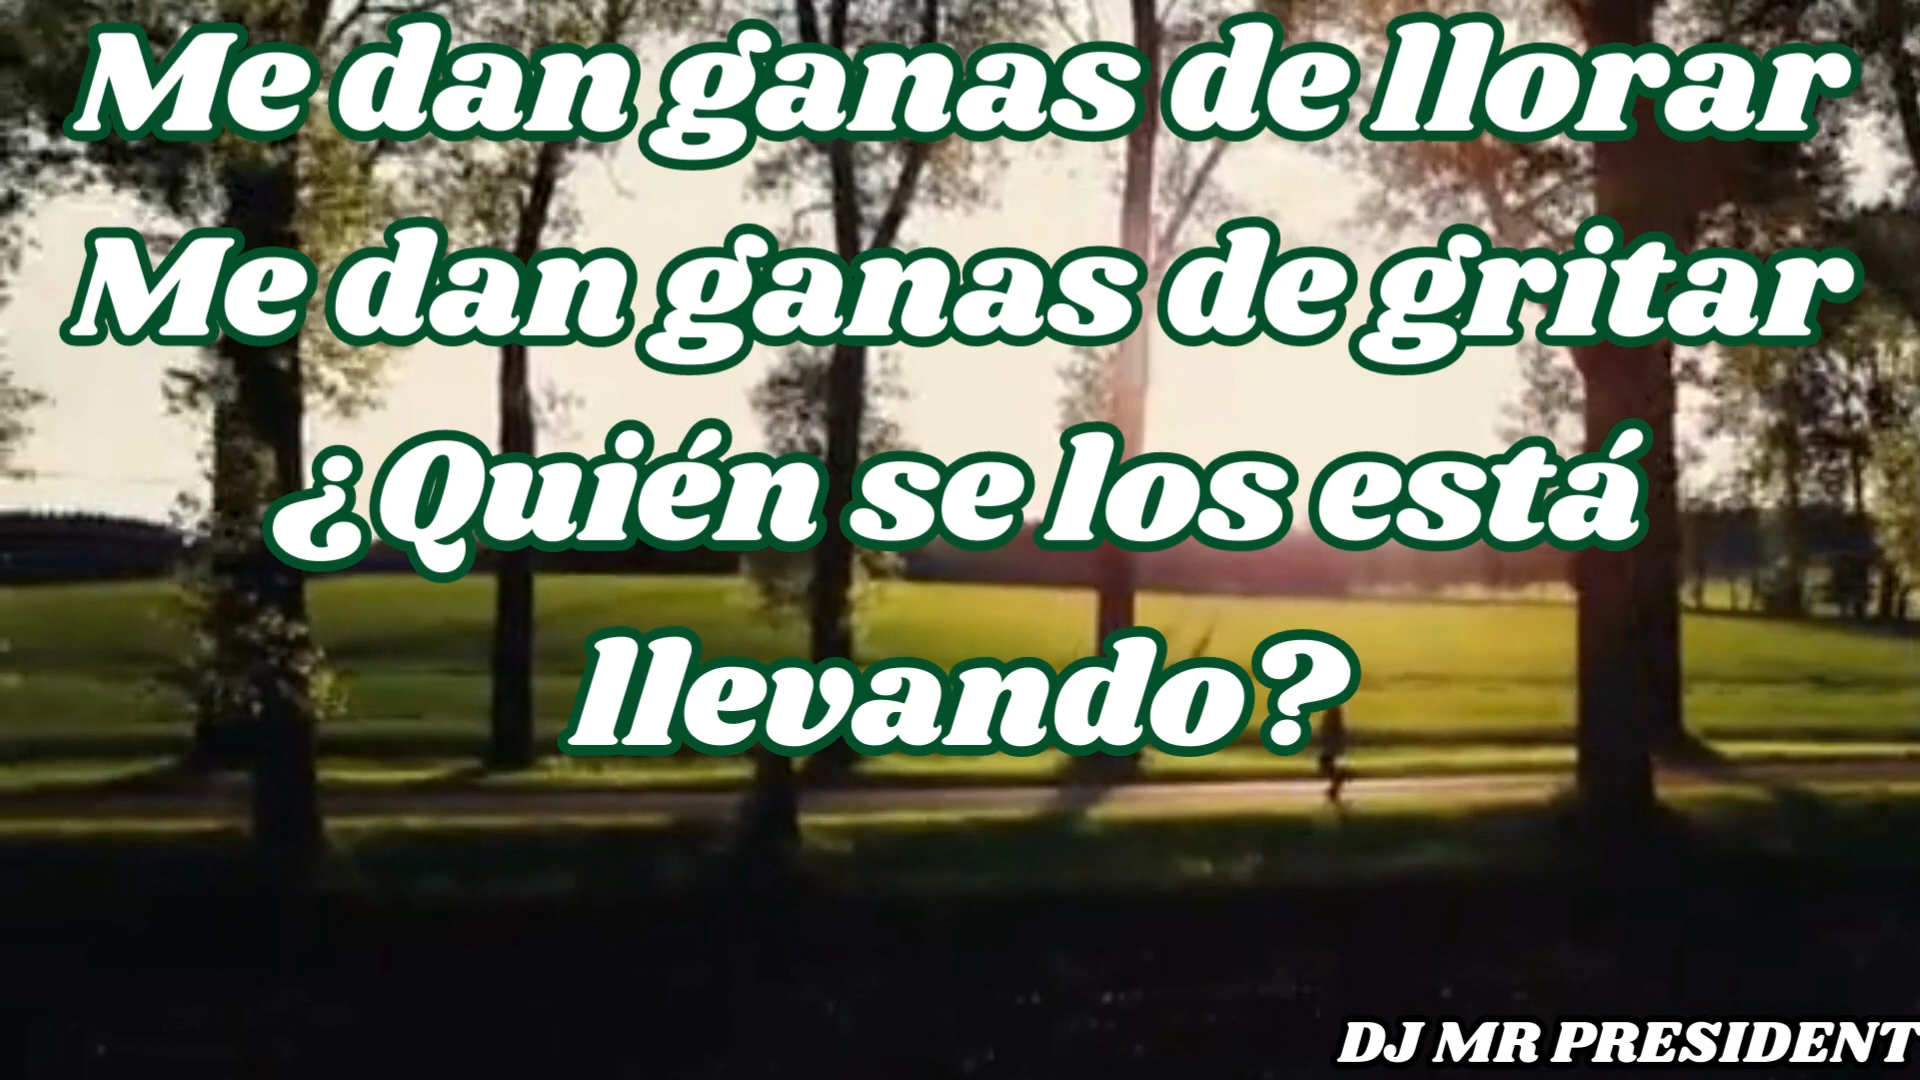 Me dan ganas de llorar
Me dan ganas de gritar
¿Quién se los está
llevando?
DJ MR PRESIDENT